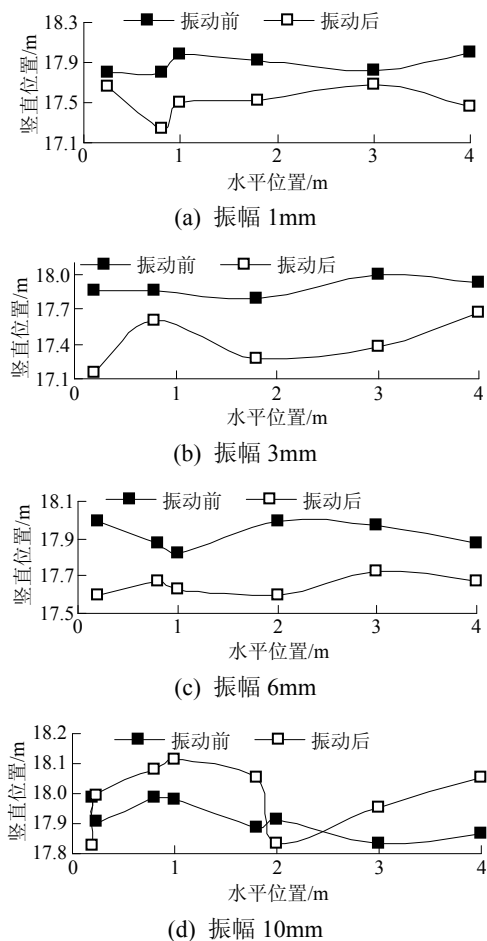 振动前 振动后
18.3
17.9
17.5
17.1
竖直位置/m
0 1 2 3 4
水平位置/m
(a) 振幅 1mm
振动前 振动后
18.0
17.7
17.4
17.1
竖直位置/m
0 1 2 3 4
水平位置/m
(b) 振幅 3mm
振动前 振动后
18.1
17.9
17.7
17.5
竖直位置/m
0 1 2 3 4
水平位置/m
(c) 振幅 6mm
振动前 振动后
18.2
18.1
18.0
17.9
17.8
竖直位置/m
0 1 2 3 4
水平位置/m
(d) 振幅 10mm